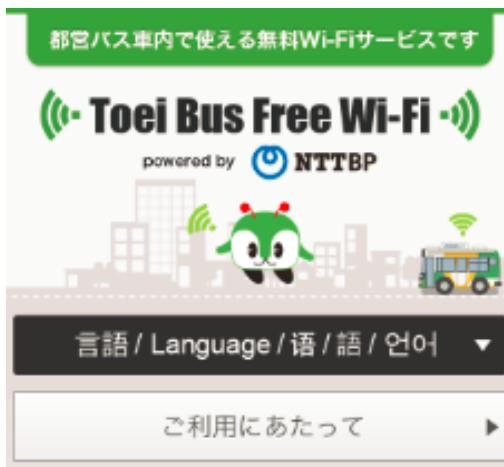 都営バス車内で使える無料Wi-Fiサービスです
Toei Bus Free Wi-Fi
powered by NTTBP
言語 / Language / 语 / 語 / 언어
ご利用にあたって